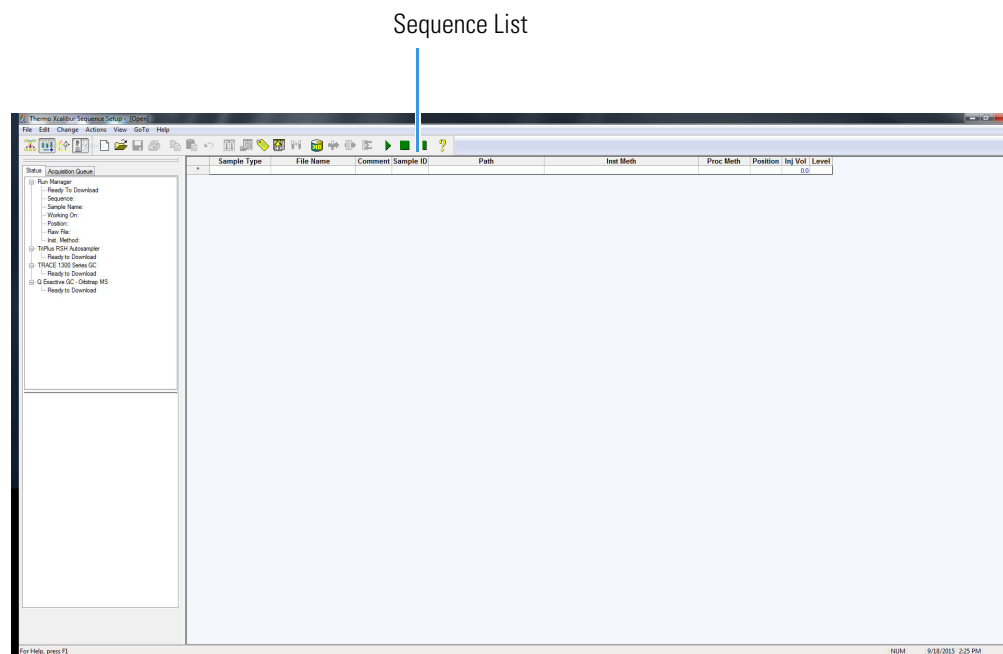 Sequence List
Thermo Xcalibur Sequence Setup - [Open]
File Edit Change Actions View GoTo Help
Sample Type File Name Comment Sample ID Path Inst Meth Proc Meth Position Inj Vol Level
* 0.0
Status Acquisition Queue
Run Manager
Ready To Download
Sequence:
Sample Name:
Working On:
Position:
Raw File:
Inst. Method:
TriPlus RSH Autosampler
Ready to Download
TRACE 1300 Series GC
Ready to Download
Q Exactive GC - Orbitrap MS
Ready to Download
For Help, press F1
NUM 9/18/2015 2:25 PM